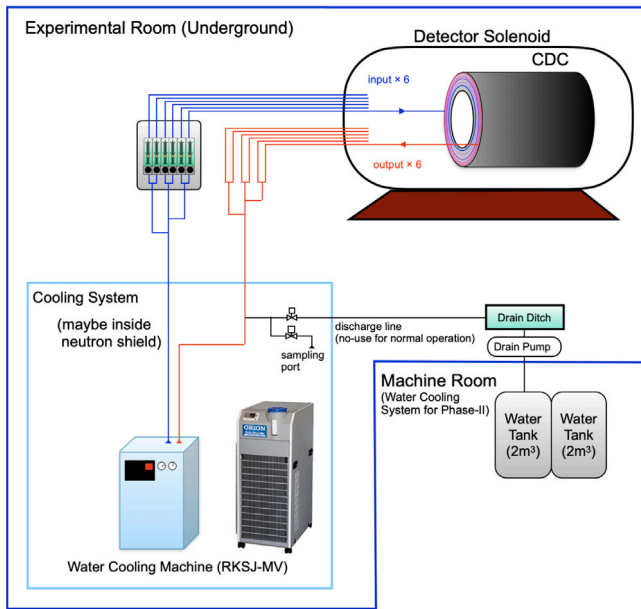 Experimental Room (Underground)
Detector Solenoid
CDC
input × 6
output × 6
Cooling System
(maybe inside
neutron shield)
sampling
port
discharge line
(no-use for normal operation)
Drain Ditch
Drain Pump
Machine Room
(Water Cooling
System for Phase-II)
Water
Tank
(2m³)
Water
Tank
(2m³)
ORION
Water Cooling Machine (RKSJ-MV)